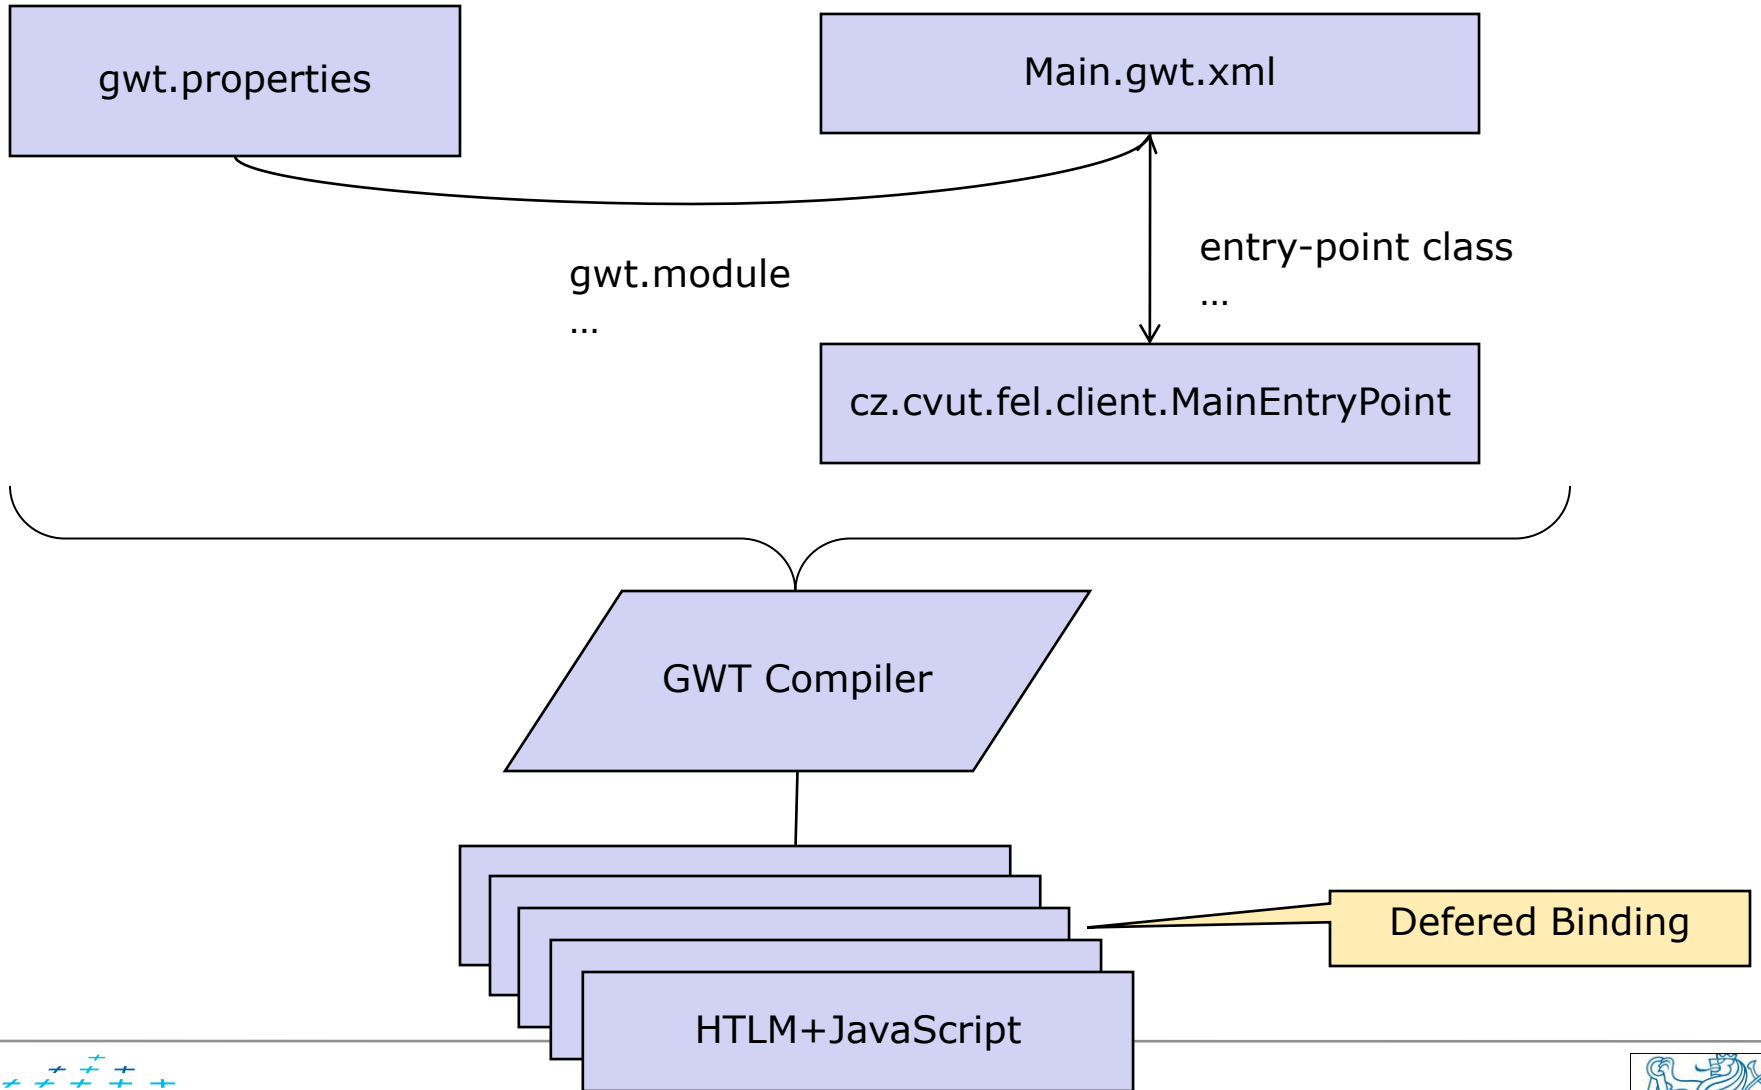 gwt.properties
Main.gwt.xml
gwt.module
...
entry-point class
...
cz.cvut.fel.client.MainEntryPoint
GWT Compiler
Defered Binding
HTLM+JavaScript